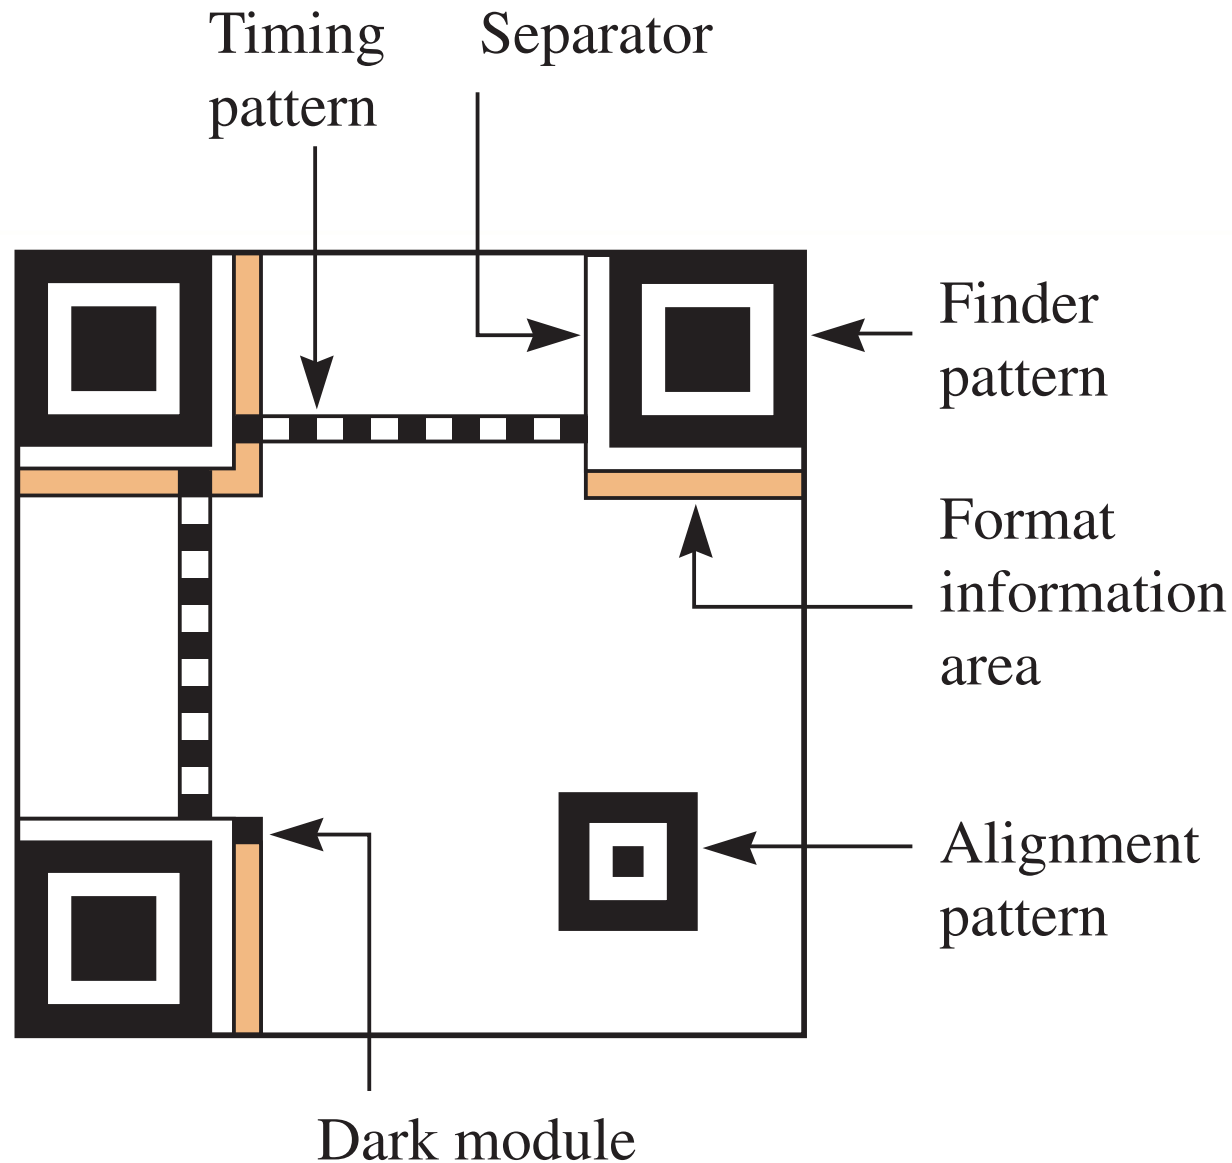 Timing
pattern
Separator
Finder
pattern
Format
information
area
Alignment
pattern
Dark module